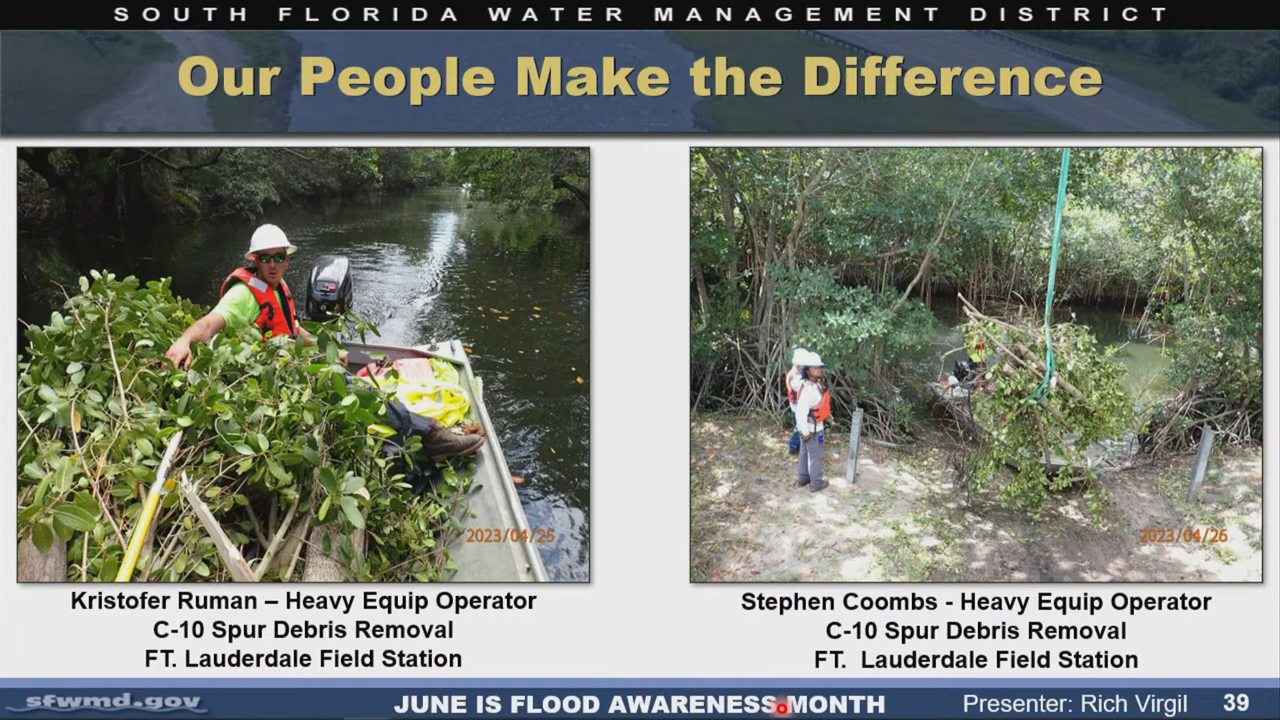 SOUTH FLORIDA WATER MANAGEMENT DISTRICT
Our People Make the Difference
2023/04/25
2023/04/26
Kristofer Ruman – Heavy Equip Operator
C-10 Spur Debris Removal
FT. Lauderdale Field Station
Stephen Coombs - Heavy Equip Operator
C-10 Spur Debris Removal
FT. Lauderdale Field Station
sfwmd.gov
JUNE IS FLOOD AWARENESS MONTH
Presenter: Rich Virgil
39